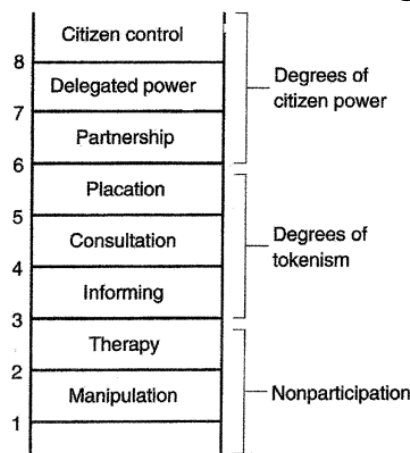 Citizen control
8
Delegated power
7
Partnership
6
Placation
5
Consultation
4
Informing
3
Therapy
2
Manipulation
1
Degrees of
citizen power
Degrees of
tokenism
Nonparticipation